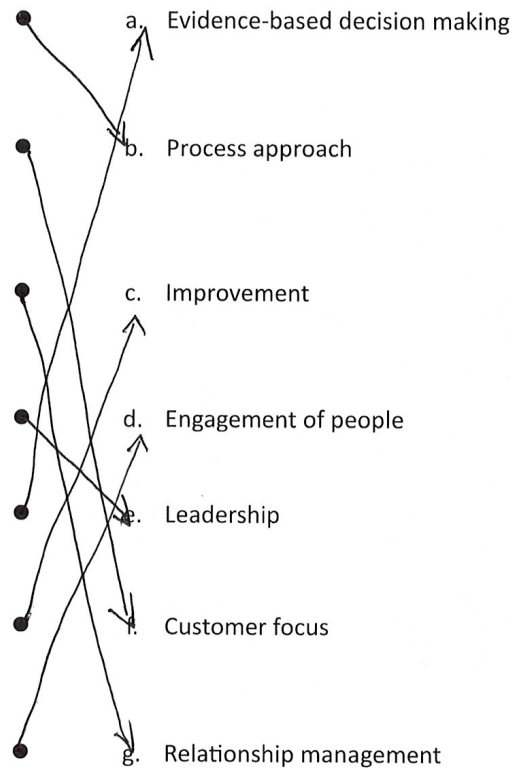 a. Evidence-based decision making
b. Process approach
c. Improvement
d. Engagement of people
e. Leadership
f. Customer focus
g. Relationship management